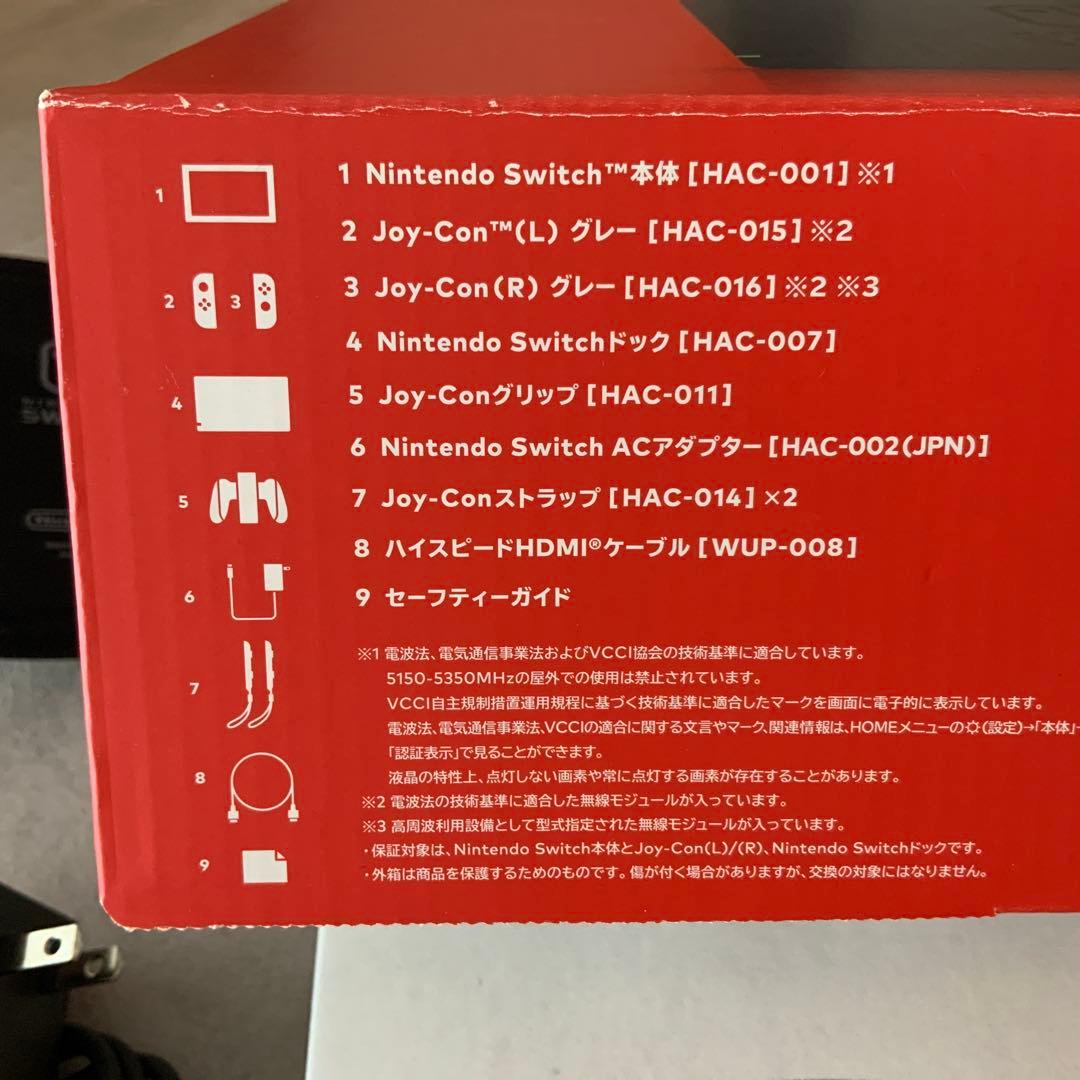 1 Nintendo Switch™本体 [HAC-001] ※1
2 Joy-Con™(L) グレー [HAC-015] ※2
3 Joy-Con(R) グレー [HAC-016] ※2 ※3
4 Nintendo Switchドック [HAC-007]
5 Joy-Conグリップ [HAC-011]
6 Nintendo Switch ACアダプター [HAC-002(JPN)]
7 Joy-Conストラップ [HAC-014] ×2
8 ハイスピードHDMI®ケーブル [WUP-008]
9 セーフティーガイド
1
2
3
4
5
6
7
8
9
※1 電波法、電気通信事業法およびVCCI協会の技術基準に適合しています。
5150-5350MHzの屋外での使用は禁止されています。
VCCI自主規制措置運用規程に基づく技術基準に適合したマークを画面に電子的に表示しています。
電波法、電気通信事業法、VCCIの適合に関する文言やマーク、関連情報は、HOMEメニューの(設定)→「本体」→
「認証表示」で見ることができます。
液晶の特性上、点灯しない画素や常に点灯する画素が存在することがあります。
※2 電波法の技術基準に適合した無線モジュールが入っています。
※3 高周波利用設備として型式指定された無線モジュールが入っています。
・保証対象は、Nintendo Switch本体とJoy-Con(L)/(R)、Nintendo Switchドックです。
・外箱は商品を保護するためのものです。傷が付く場合がありますが、交換の対象にはなりません。